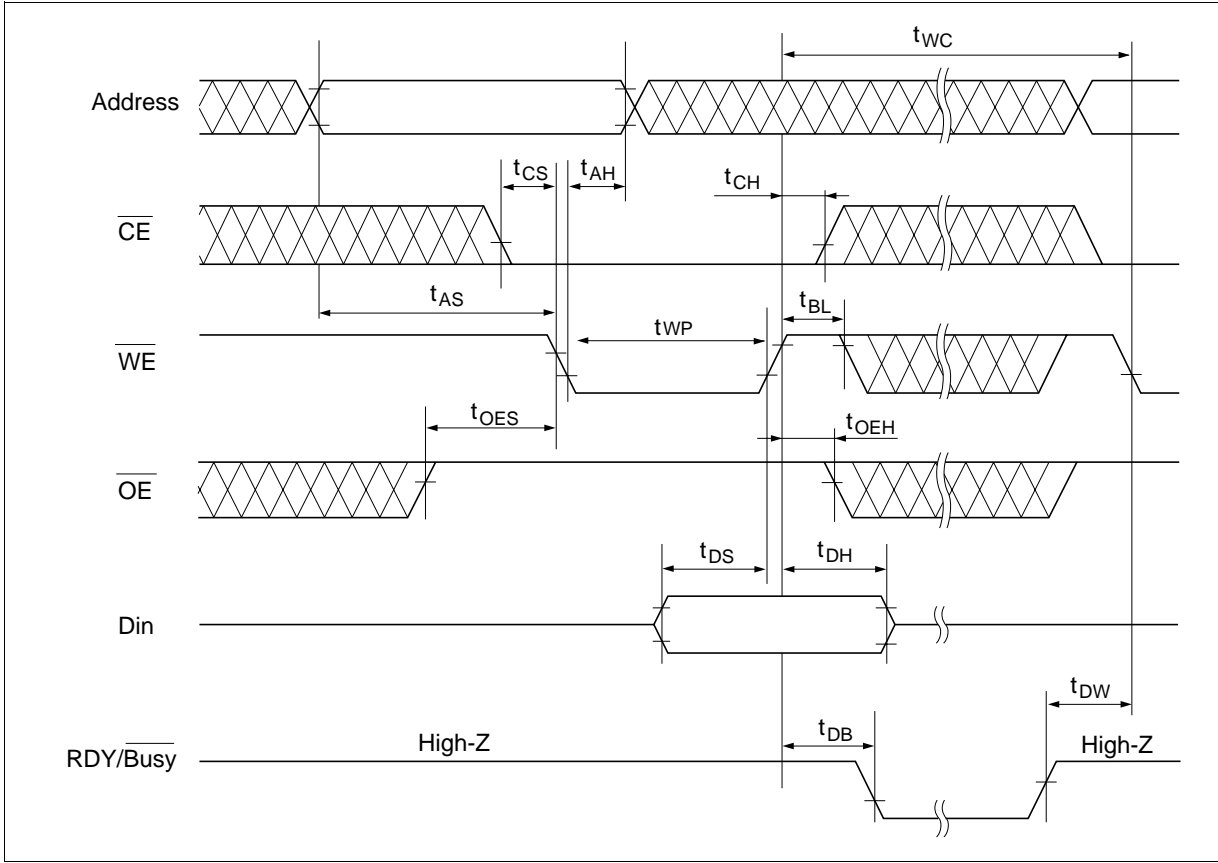 tWC
Address
tCS
tAH
tCH
CE
tAS
tBL
tWP
WE
tOES
tOEH
OE
tDS
tDH
Din
tDW
tDB
High-Z
High-Z
RDY/Busy